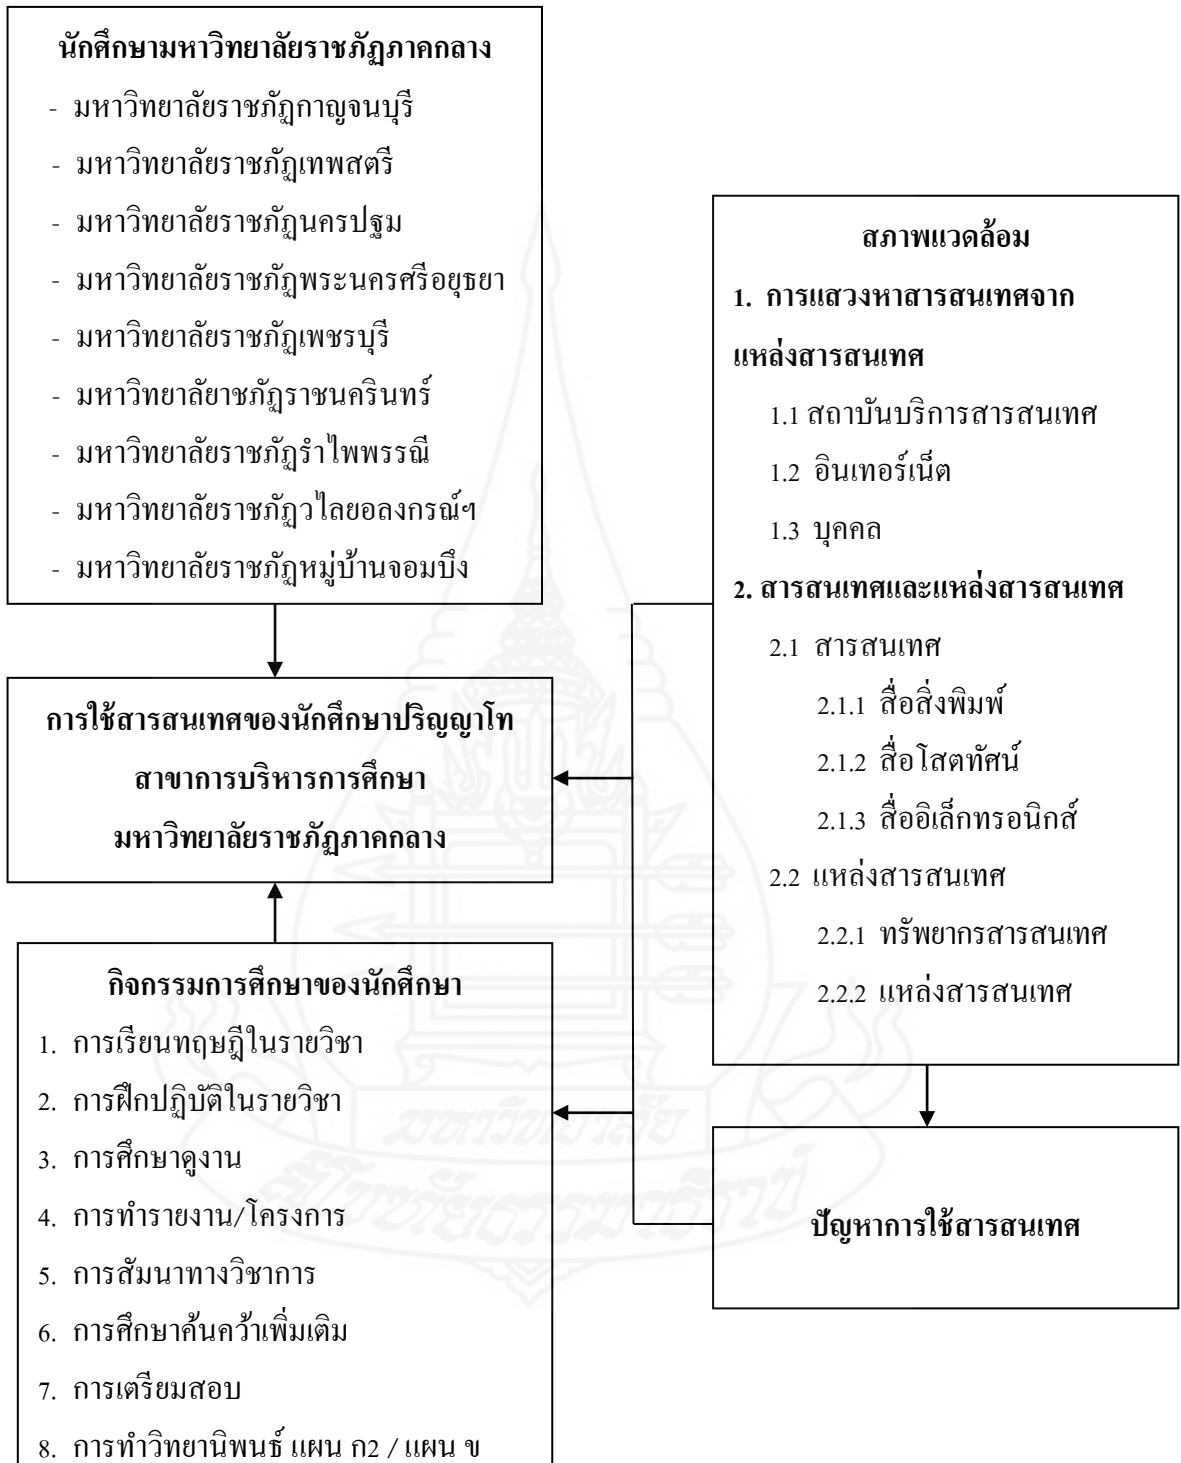 นักศึกษามหาวิทยาลัยราชภัฏภาคกลาง
- มหาวิทยาลัยราชภัฏกาญจนบุรี
- มหาวิทยาลัยราชภัฏเทพสตรี
- มหาวิทยาลัยราชภัฏนครปฐม
- มหาวิทยาลัยราชภัฏพระนครศรีอยุธยา
- มหาวิทยาลัยราชภัฏเพชรบุรี
- มหาวิทยาลัยาชภัฏราชนครินทร์
- มหาวิทยาลัยราชภัฏรำไพพรรณี
- มหาวิทยาลัยราชภัฏวไลยอลงกรณ์ฯ
- มหาวิทยาลัยราชภัฏหมู่บ้านจอมบึง
การใช้สารสนเทศของนักศึกษาปริญญาโท
สาขาการบริหารการศึกษา
มหาวิทยาลัยราชภัฏภาคกลาง
กิจกรรมการศึกษาของนักศึกษา
1. การเรียนทฤษฎีในรายวิชา
2. การฝึกปฏิบัติในรายวิชา
3. การศึกษาดูงาน
4. การทำรายงาน/โครงการ
5. การสัมนาทางวิชาการ
6. การศึกษาค้นคว้าเพิ่มเติม
7. การเตรียมสอบ
8. การทำวิทยานิพนธ์ แผน ก2 / แผน ข
สภาพแวดล้อม
1. การแสวงหาสารสนเทศจาก
แหล่งสารสนเทศ
1.1 สถาบันบริการสารสนเทศ
1.2 อินเทอร์เน็ต
1.3 บุคคล
2. สารสนเทศและแหล่งสารสนเทศ
2.1 สารสนเทศ
2.1.1 สื่อสิ่งพิมพ์
2.1.2 สื่อโสตทัศน์
2.1.3 สื่ออิเล็กทรอนิกส์
2.2 แหล่งสารสนเทศ
2.2.1 ทรัพยากรสารสนเทศ
2.2.2 แหล่งสารสนเทศ
ปัญหาการใช้สารสนเทศ
มหาวิทยาลัย
สุโขทัยธรรมาธิราช